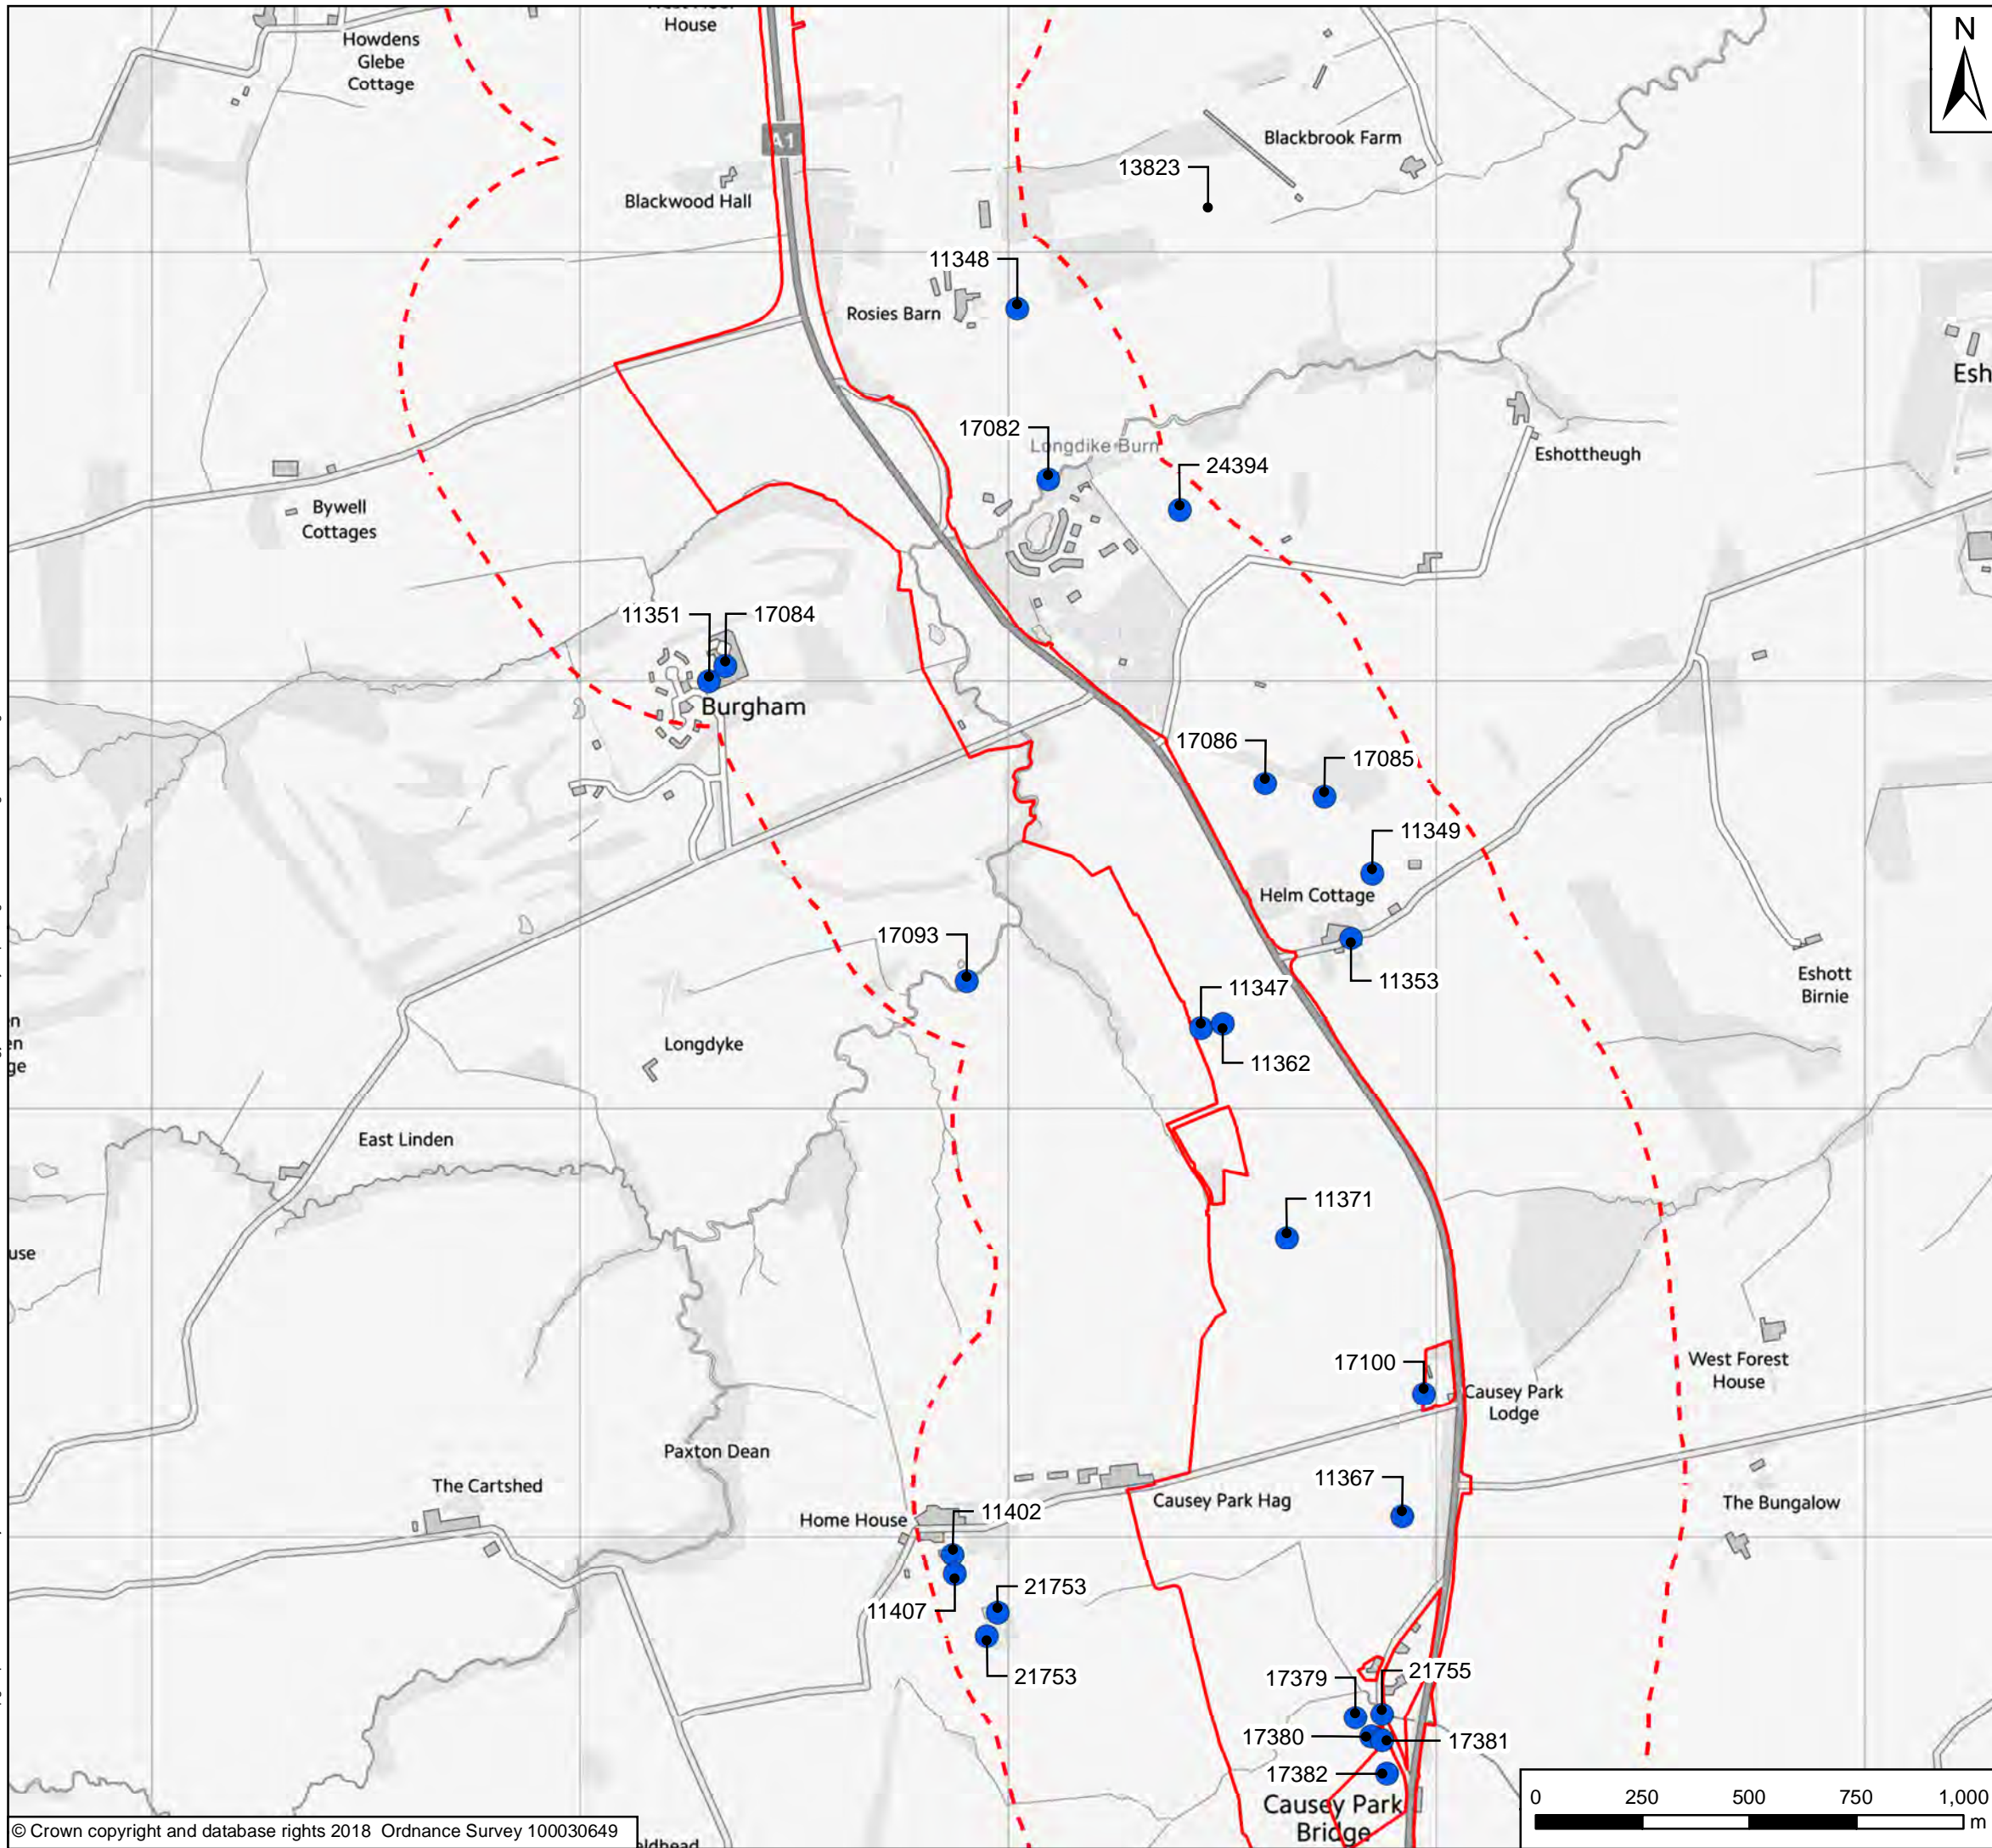 House
N
Howdens
Glebe
Cottage
A1
Blackbrook Farm
13823
Blackwood Hall
11348
Rosies Barn
Esh
17082
Longdike Burn
24394
Eshottheugh
Bywell
Cottages
11351
17084
Burgham
17086
17085
11349
Helm Cottage
17093
11353
Eshott
Birnie
11347
Longdyke
11362
East Linden
11371
17100
West Forest
House
Causey Park
Lodge
Paxton Dean
11367
The Cartshed
Causey Park Hag
The Bungalow
11402
Home House
21753
11407
21753
17379
21755
17380
17381
17382
Causey Park
Bridge
0 250 500 750 1,000
m
© Crown copyright and database rights 2018 Ordnance Survey 100030649